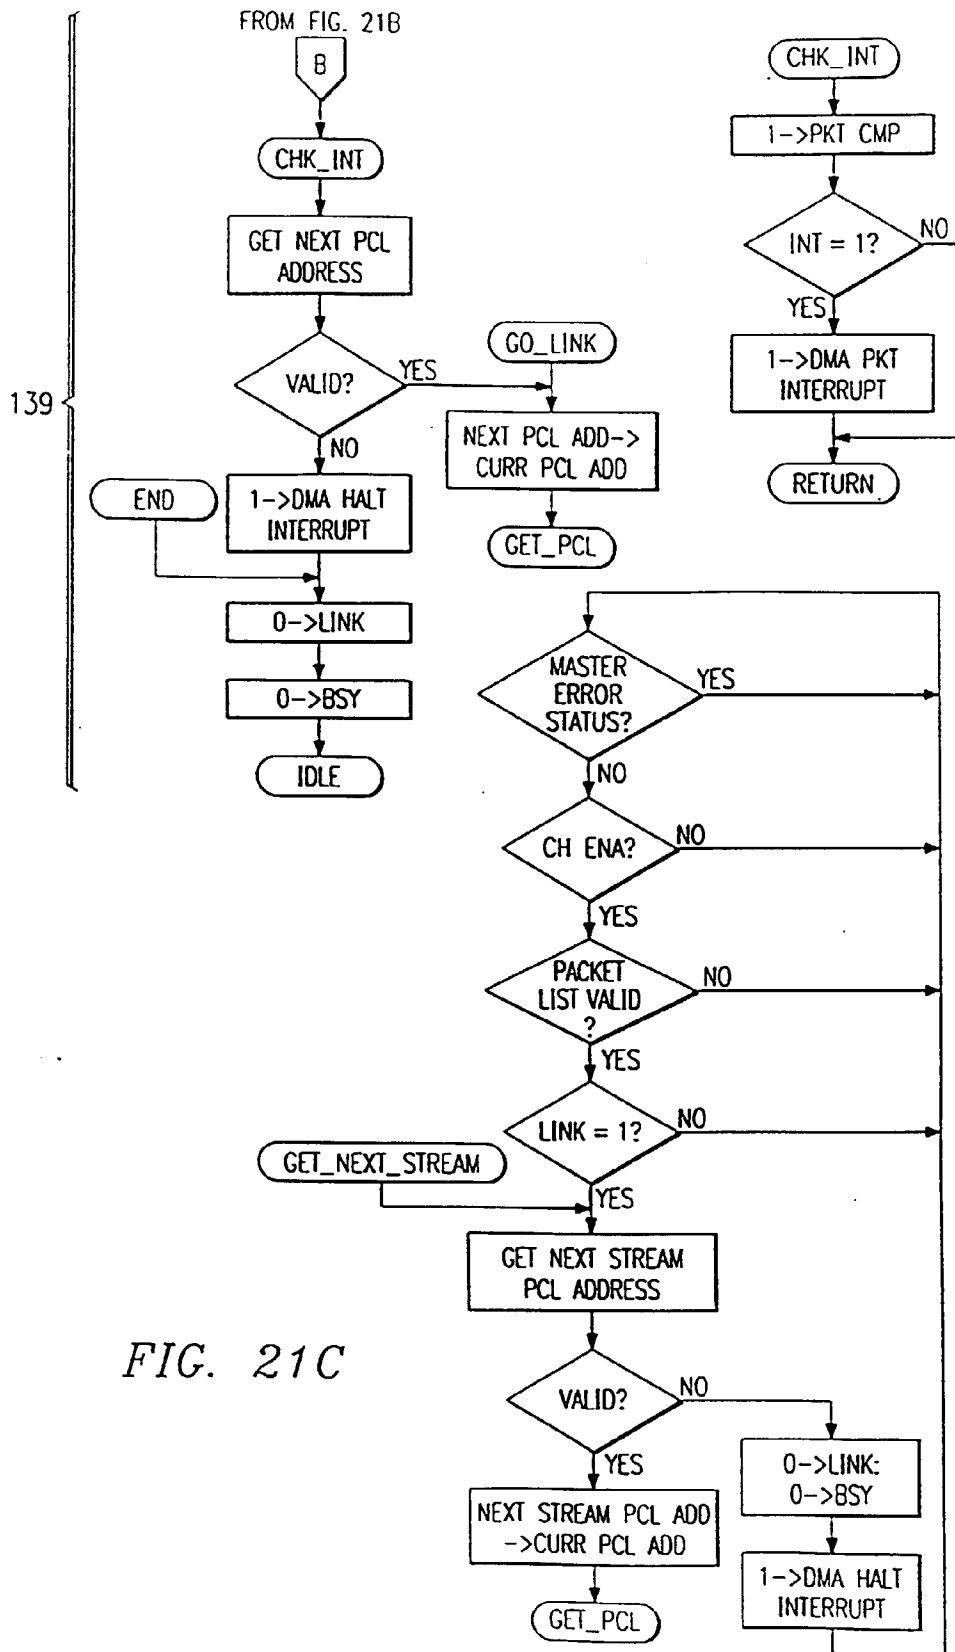 FROM FIG. 21B
B
CHK_INT
GET NEXT PCL
ADDRESS
VALID?
YES
NO
139
END
1->DMA HALT
INTERRUPT
0->LINK
0->BSY
IDLE
GO_LINK
NEXT PCL ADD->
CURR PCL ADD
GET_PCL
CHK_INT
1->PKT CMP
INT = 1?
NO
YES
1->DMA PKT
INTERRUPT
RETURN
MASTER
ERROR
STATUS?
YES
NO
CH ENA?
NO
YES
PACKET
LIST VALID
?
NO
YES
LINK = 1?
NO
YES
GET_NEXT_STREAM
GET NEXT STREAM
PCL ADDRESS
VALID?
NO
YES
NEXT STREAM PCL ADD
->CURR PCL ADD
GET_PCL
0->LINK:
0->BSY
1->DMA HALT
INTERRUPT
FIG. 21C